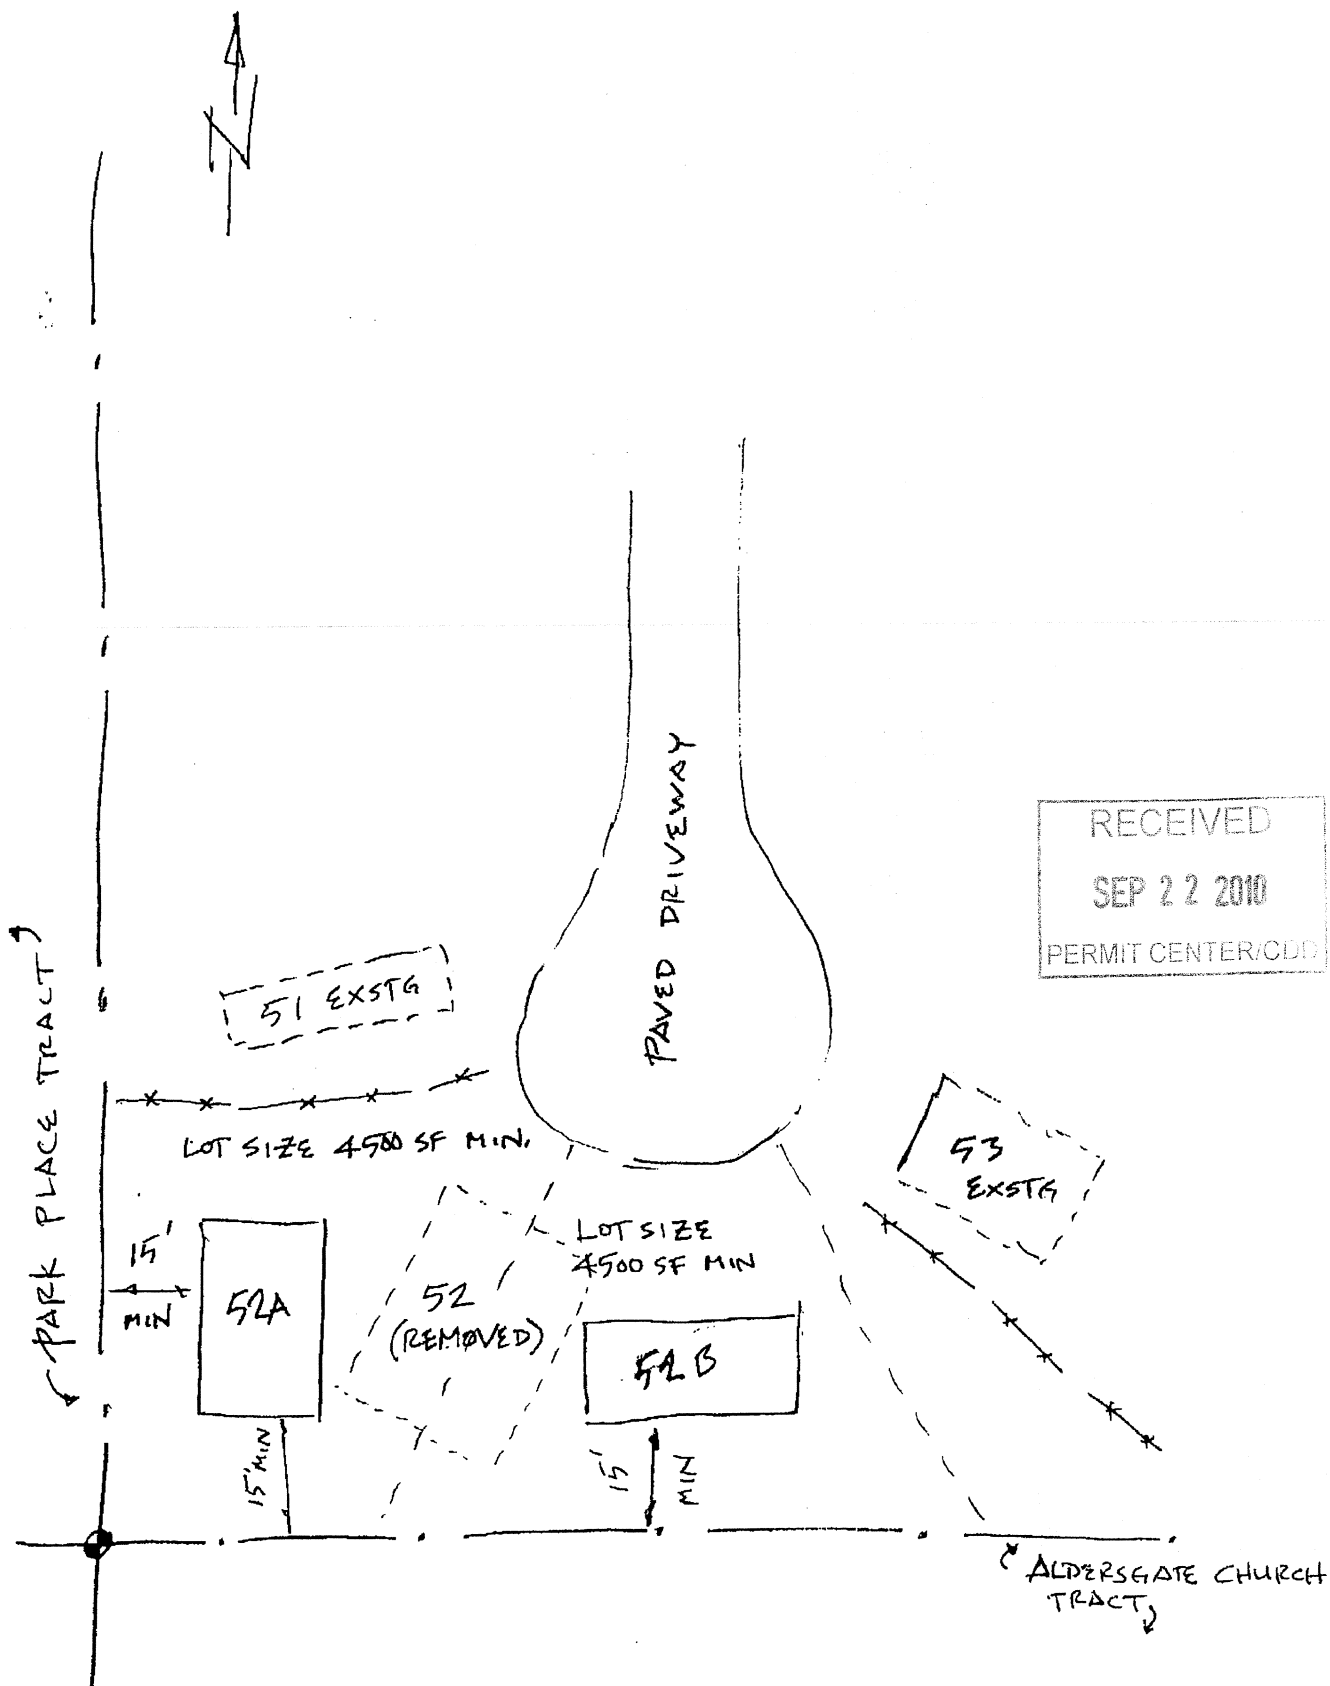 N
PAVED DRIVEWAY
RECEIVED
SEP 22 2010
PERMIT CENTER/CDD
PARK PLACE TRACT
51 EXSTG
LOT SIZE 4500 SF MIN.
53
EXSTG
15'
MIN
52A
52
(REMOVED)
LOT SIZE
4500 SF MIN
52B
15' MIN
15'
MIN
ALDERSGATE CHURCH
TRACT